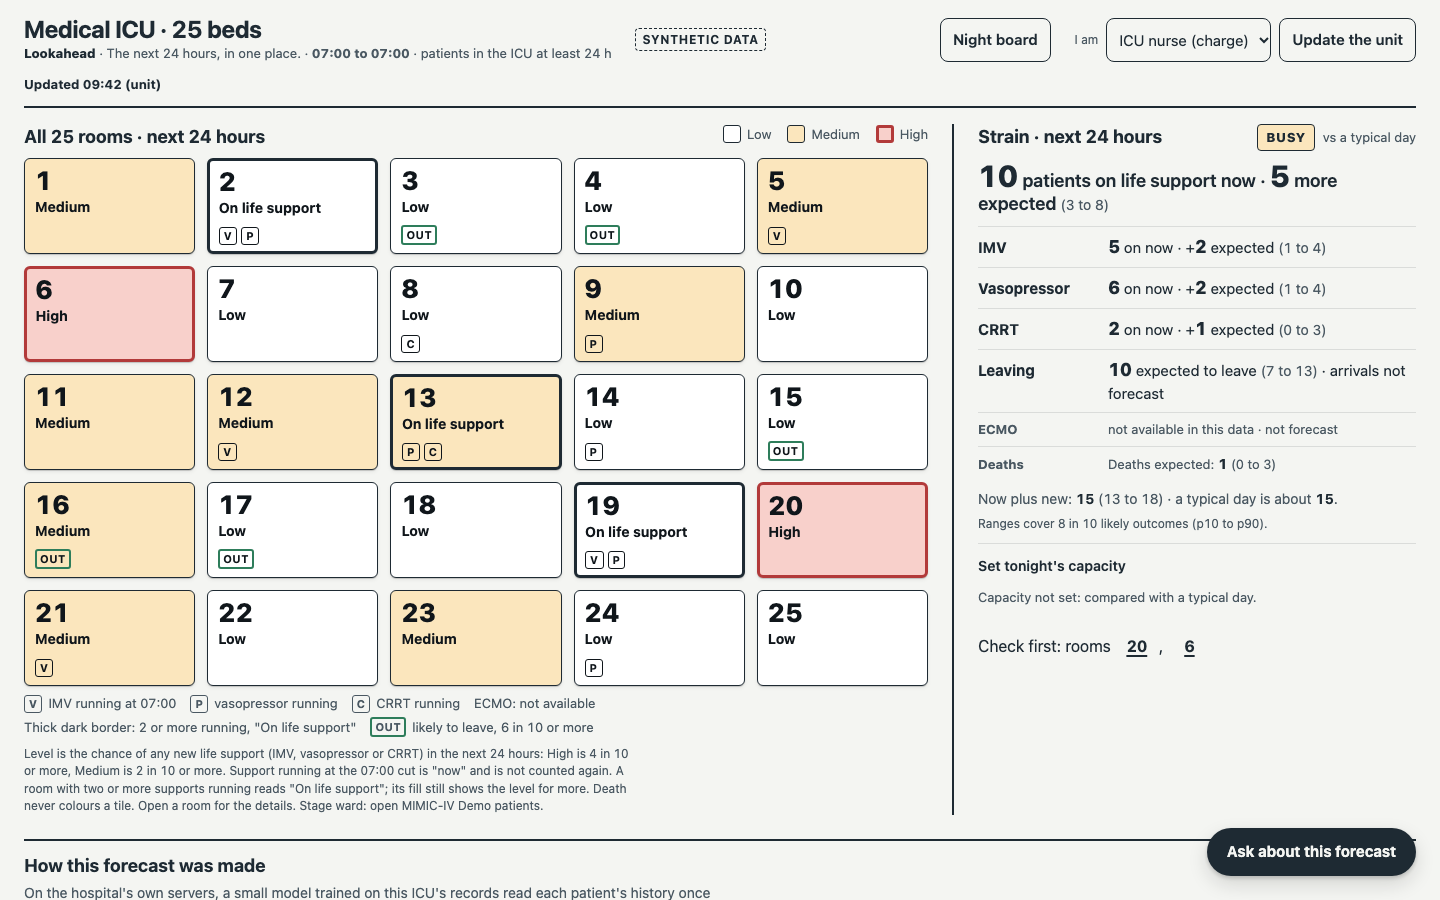 Medical ICU · 25 beds
Lookahead · The next 24 hours, in one place. · 07:00 to 07:00 · patients in the ICU at least 24 h
SYNTHETIC DATA
Night board
I am
ICU nurse (charge)
Update the unit
Updated 09:42 (unit)
All 25 rooms · next 24 hours
Low
Medium
High
1
Medium
2
On life support
V P
3
Low
OUT
4
Low
OUT
5
Medium
V
6
High
7
Low
8
Low
C
9
Medium
P
10
Low
11
Medium
12
Medium
V
13
On life support
P C
14
Low
P
15
Low
OUT
16
Medium
OUT
17
Low
OUT
18
Low
19
On life support
V P
20
High
21
Medium
V
22
Low
23
Medium
24
Low
P
25
Low
V IMV running at 07:00 P vasopressor running C CRRT running ECMO: not available
Thick dark border: 2 or more running, "On life support" OUT likely to leave, 6 in 10 or more
Level is the chance of any new life support (IMV, vasopressor or CRRT) in the next 24 hours: High is 4 in 10
or more, Medium is 2 in 10 or more. Support running at the 07:00 cut is "now" and is not counted again. A
room with two or more supports running reads "On life support"; its fill still shows the level for more. Death
never colours a tile. Open a room for the details. Stage ward: open MIMIC-IV Demo patients.
Strain · next 24 hours
BUSY vs a typical day
10 patients on life support now · 5 more
expected (3 to 8)
IMV 5 on now · +2 expected (1 to 4)
Vasopressor 6 on now · +2 expected (1 to 4)
CRRT 2 on now · +1 expected (0 to 3)
Leaving 10 expected to leave (7 to 13) · arrivals not
forecast
ECMO not available in this data · not forecast
Deaths Deaths expected: 1 (0 to 3)
Now plus new: 15 (13 to 18) · a typical day is about 15.
Ranges cover 8 in 10 likely outcomes (p10 to p90).
Set tonight's capacity
Capacity not set: compared with a typical day.
Check first: rooms 20 , 6
How this forecast was made
On the hospital's own servers, a small model trained on this ICU's records read each patient's history once
Ask about this forecast